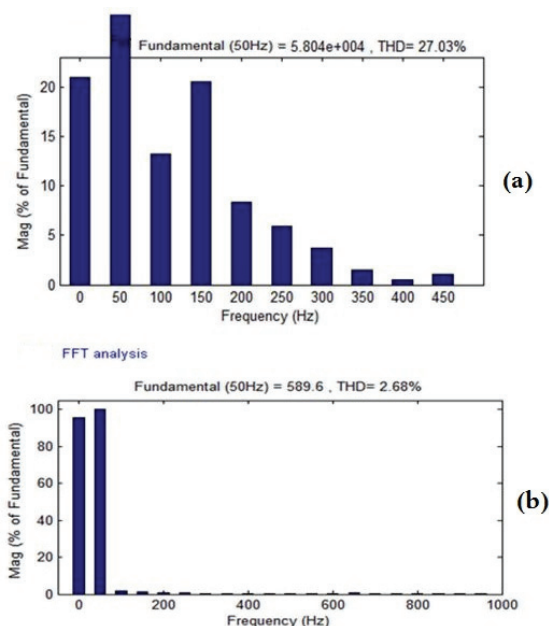 Fundamental (50Hz) = 5.804e+004 , THD= 27.03%
Mag (% of Fundamental)
20
15
10
5
0
0 50 100 150 200 250 300 350 400 450
Frequency (Hz)
(a)
FFT analysis
Fundamental (50Hz) = 589.6 , THD= 2.68%
Mag (% of Fundamental)
100
80
60
40
20
0
0 200 400 600 800 1000
Frequency (Hz)
(b)